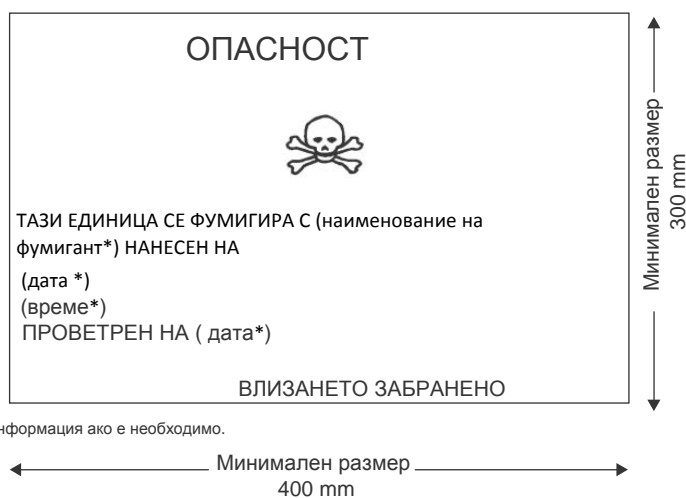 ОПАСНОСТ
ТАЗИ ЕДИНИЦА СЕ ФУМИГИРА С (наименование на
фумигант*) НАНЕСЕН НА
(дата *)
(време*)
ПРОВЕТРЕН НА ( дата*)
ВЛИЗАНЕТО ЗАБРАНЕНО
Минимален размер
300 mm
нформация ако е необходимо.
Минимален размер
400 mm